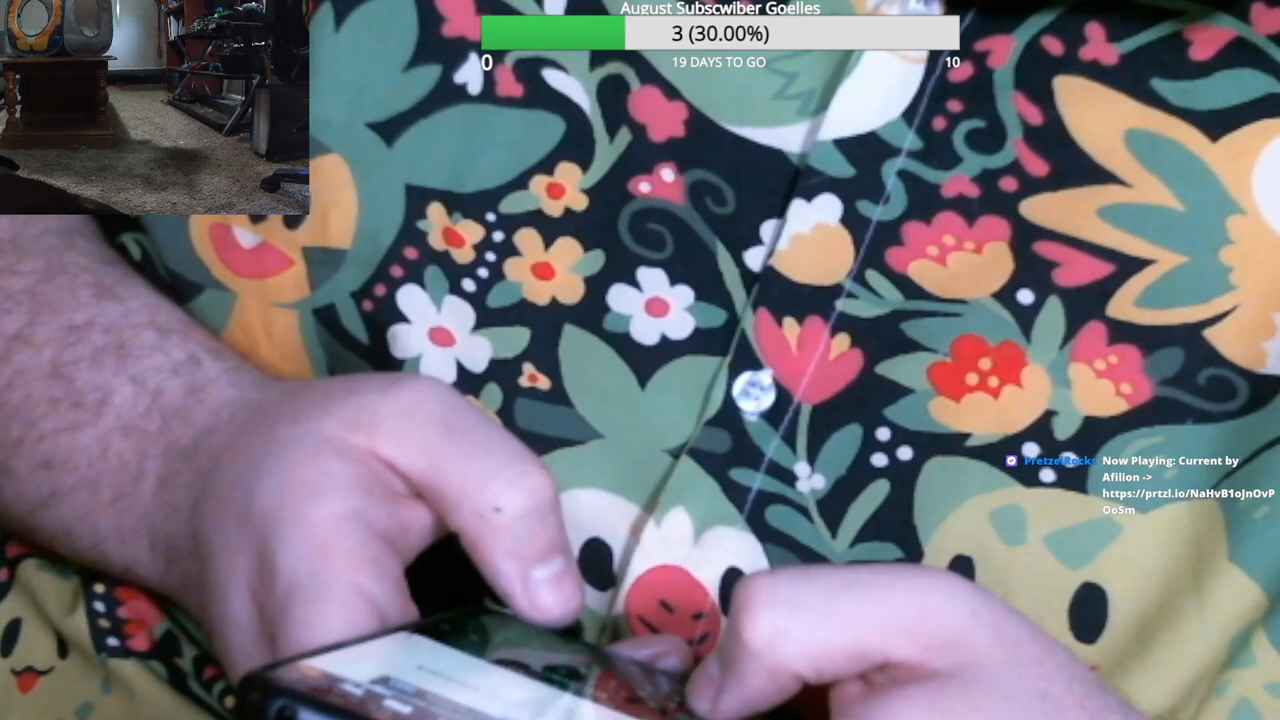 August Subscwiber Goelles
3 (30.00%)
0 19 DAYS TO GO 10
PretzelRocks Now Playing: Current by
Afilion ->
https://prtzl.io/NaHvB1oJnOvP
OoSm